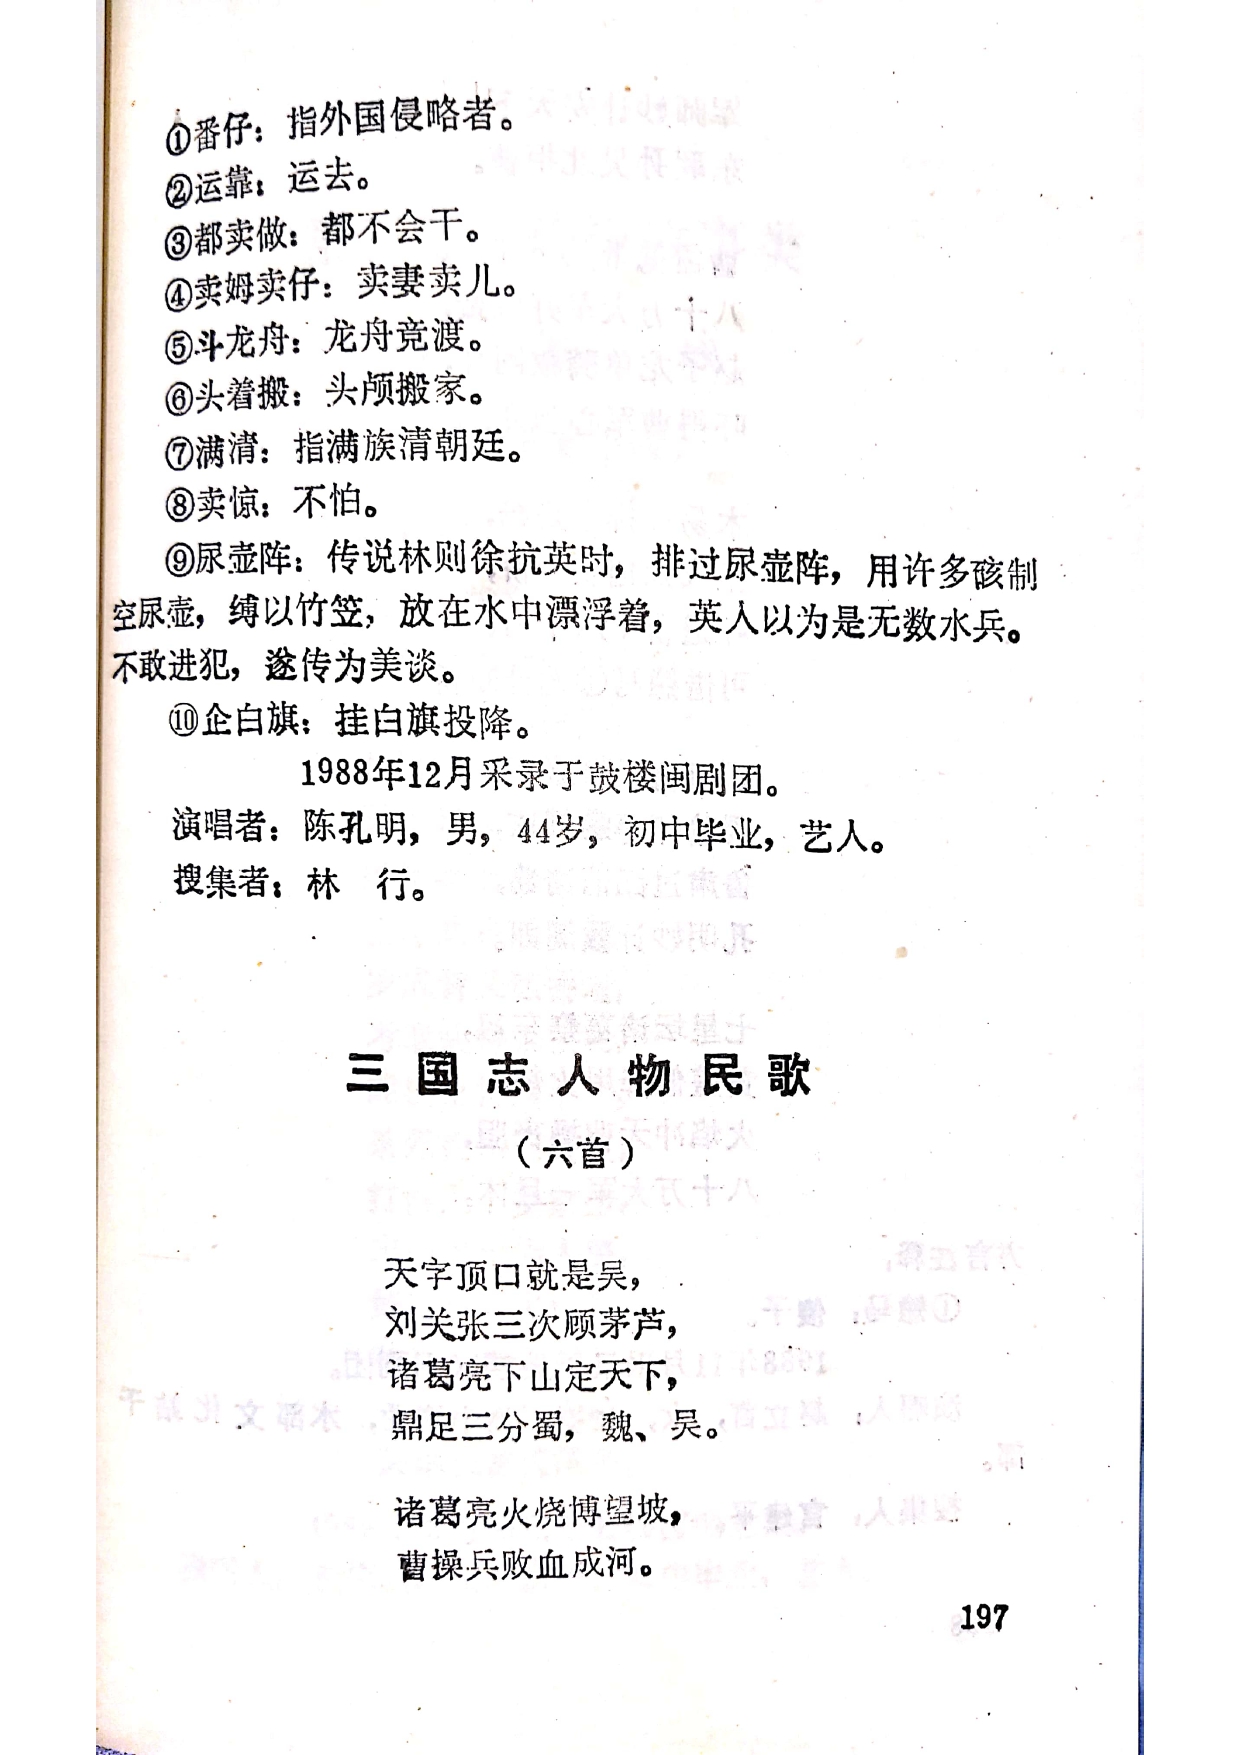 ①番仔：指外国侵略者。
②运靠：运去。
③都卖做：都不会干。
④卖姆卖仔：卖妻卖儿。
⑤斗龙舟：龙舟竞渡。
⑥头着搬：头颅搬家。
⑦满清：指满族清朝廷。
⑧卖惊：不怕。
⑨尿壶阵：传说林则徐抗英时，排过尿壶阵，用许多硋制
空尿壶，缚以竹笠，放在水中漂浮着，英人以为是无数水兵。
不敢进犯，遂传为美谈。
⑩企白旗：挂白旗投降。
1988年12月采录于鼓楼闽剧团。
演唱者：陈孔明，男，44岁，初中毕业，艺人。
搜集者：林　行。
三国志人物民歌
（六首）
天字顶口就是吴，
刘关张三次顾茅芦，
诸葛亮下山定天下，
鼎足三分蜀，魏、吴。
诸葛亮火烧博望坡，
曹操兵败血成河。
197